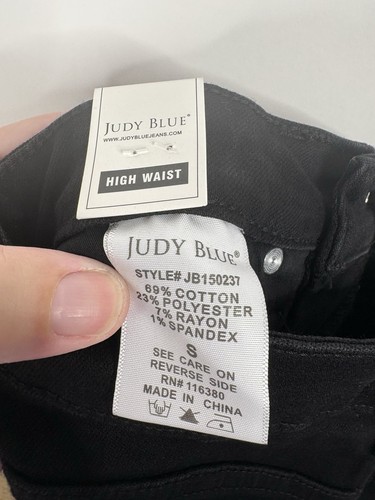 JUDY BLUE®
WWW.JUDYBLUEJEANS.COM
HIGH WAIST
JUDY BLUE®
STYLE# JB150237
69% COTTON
23% POLYESTER
7% RAYON
1% SPANDEX
S
SEE CARE ON
REVERSE SIDE
RN# 116380
MADE IN CHINA